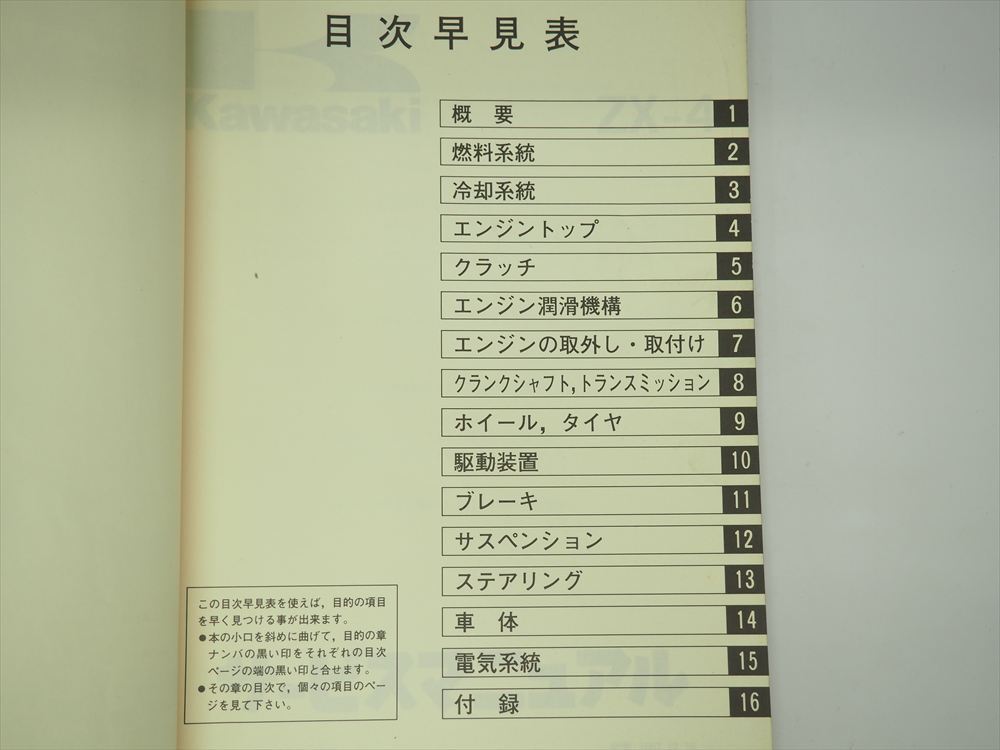 目次早見表
概 要 1
燃料系統 2
冷却系統 3
エンジントップ 4
クラッチ 5
エンジン潤滑機構 6
エンジンの取外し・取付け 7
クランクシャフト,トランスミッション 8
ホイール，タイヤ 9
駆動装置 10
ブレーキ 11
サスペンション 12
ステアリング 13
車 体 14
電気系統 15
付 録 16
この目次早見表を使えば，目的の項目
を早く見つける事が出来ます。
●本の小口を斜めに曲げて，目的の章
ナンバの黒い印をそれぞれの目次
ページの端の黒い印と合せます。
●その章の目次で，個々の項目のペー
ジを見て下さい。
Kawasaki
ZX-4
スマニュアル